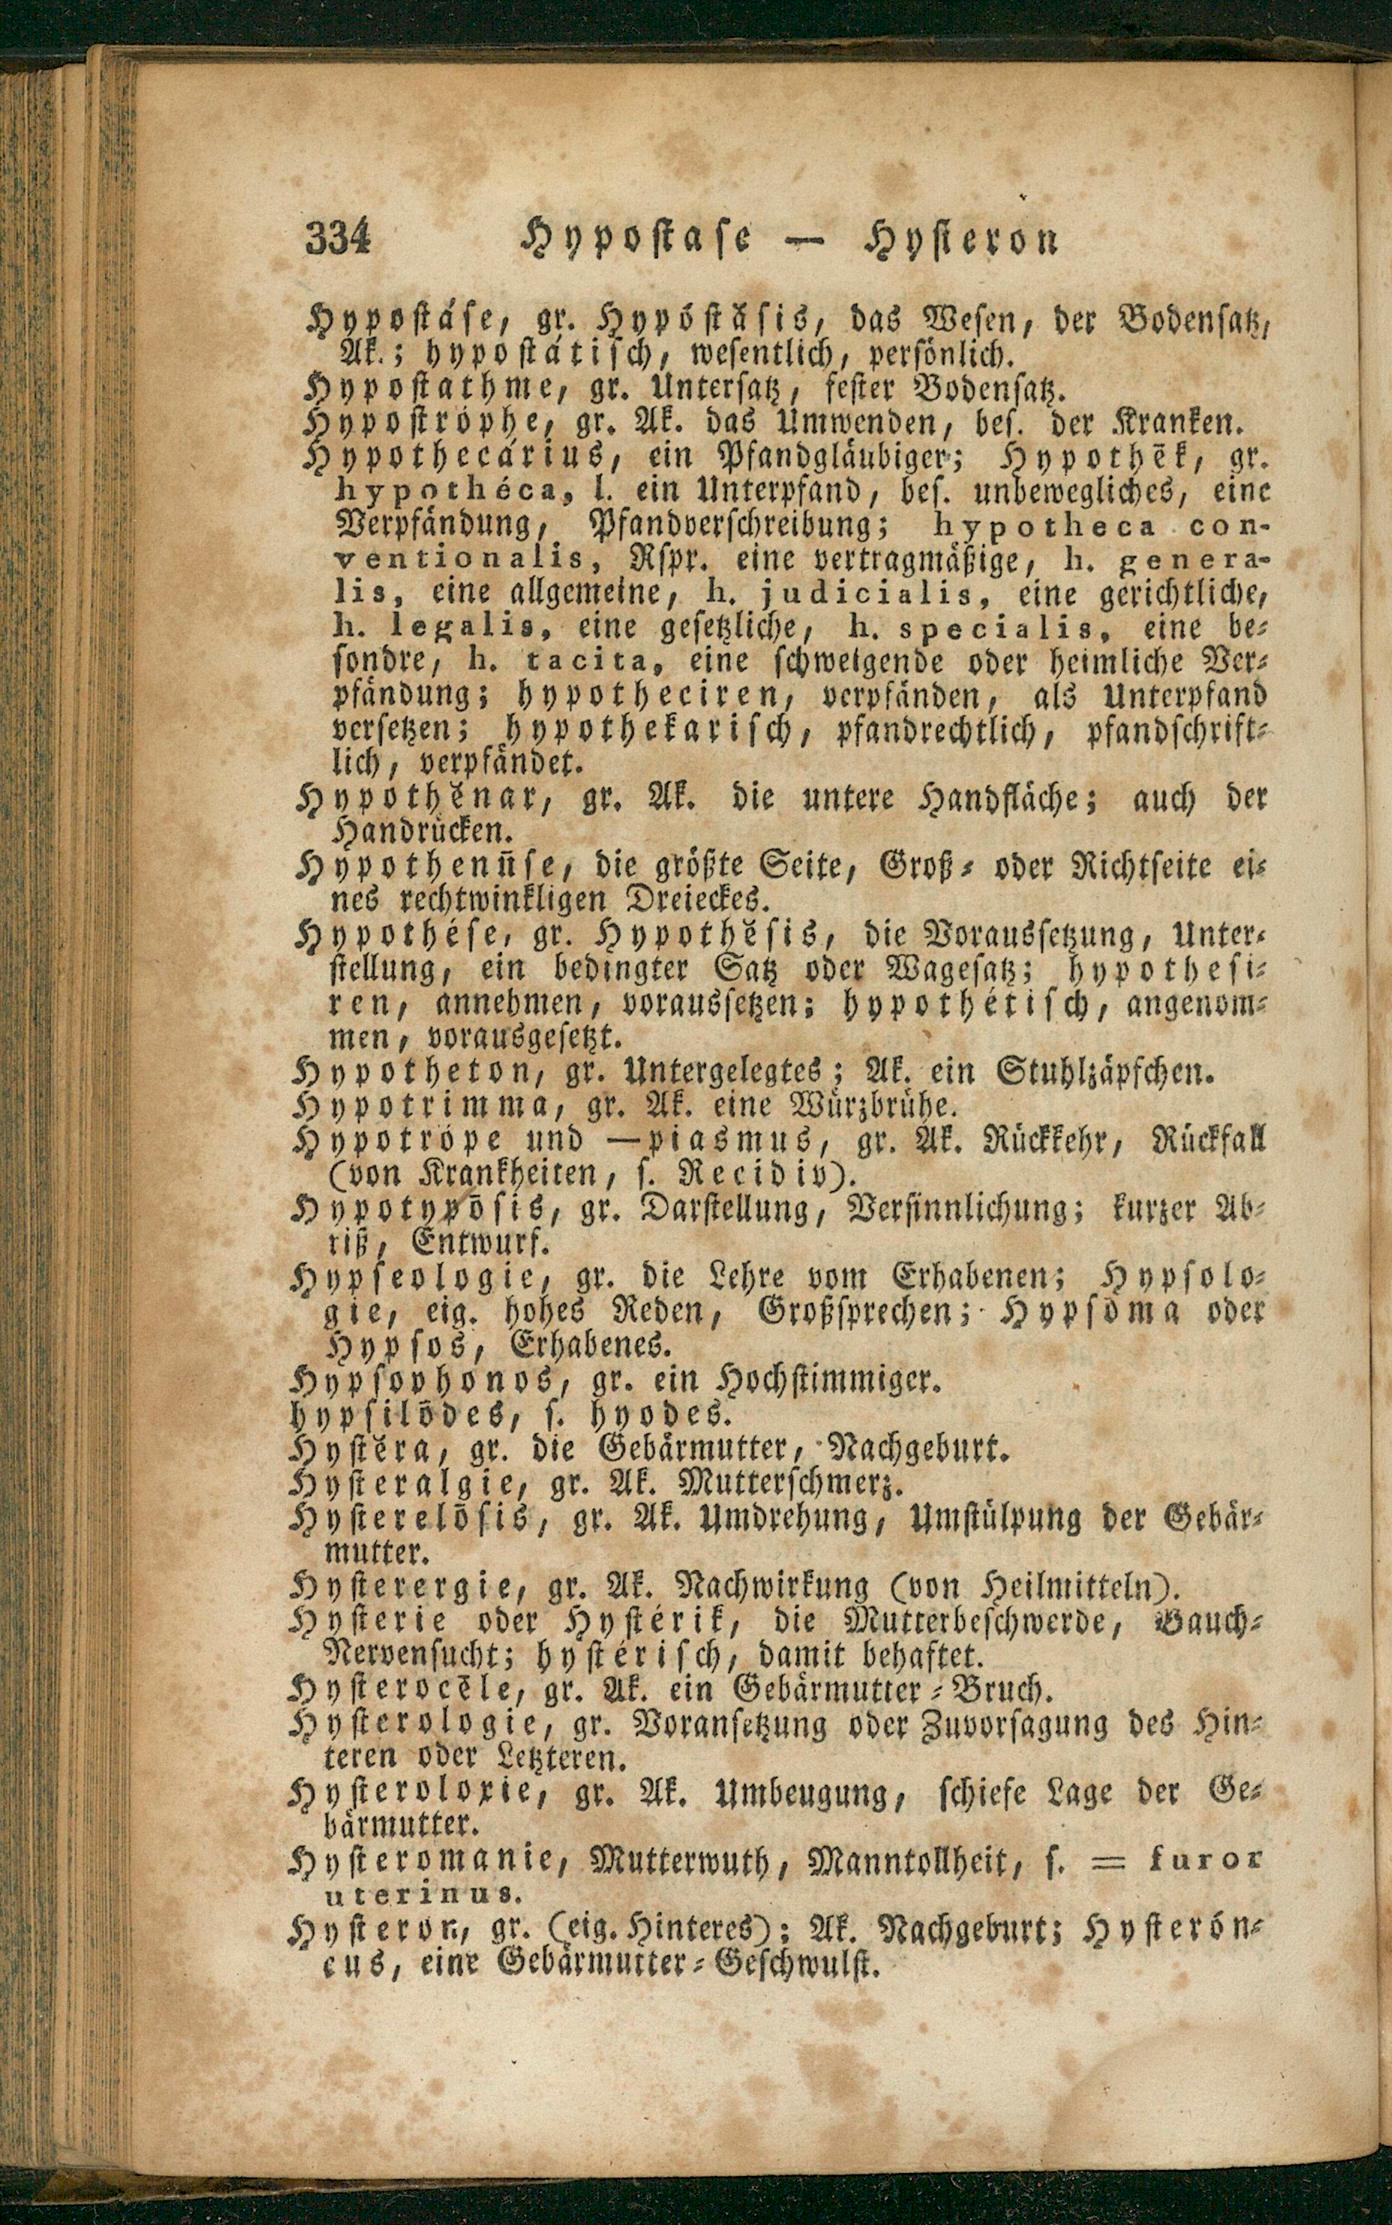 334 Hypostase — Hysteron
Hypostáse, gr. Hypóstăsis, das Wesen, der Bodensatz,
Ak.; hypostátisch, wesentlich, persönlich.
Hypostathme, gr. Untersatz, fester Bodensatz.
Hypostróphe, gr. Ak. das Umwenden, bes. der Kranken.
Hypothecárius, ein Pfandgläubiger; Hypothēk, gr.
hypothéca, l. ein Unterpfand, bes. unbewegliches, eine
Verpfändung, Pfandverschreibung; hypotheca con-
ventionalis, Rspr. eine vertragmäßige, h. genera-
lis, eine allgemeine, h. judicialis, eine gerichtliche,
h. legalis, eine gesetzliche, h. specialis, eine be-
sondre, h. tacita, eine schweigende oder heimliche Ver-
pfändung; hypotheciren, verpfänden, als Unterpfand
versetzen; hypothekarisch, pfandrechtlich, pfandschrift-
lich, verpfändet.
Hypothĕnar, gr. Ak. die untere Handfläche; auch der
Handrücken.
Hypothenūse, die größte Seite, Groß- oder Richtseite ei-
nes rechtwinkligen Dreieckes.
Hypothése, gr. Hypothĕsis, die Voraussetzung, Unter-
stellung, ein bedingter Satz oder Wagesatz; hypothesi-
ren, annehmen, voraussetzen; hypothétisch, angenom-
men, vorausgesetzt.
Hypotheton, gr. Untergelegtes; Ak. ein Stuhlzäpfchen.
Hypotrimma, gr. Ak. eine Würzbrühe.
Hypotrópe und —piasmus, gr. Ak. Rückkehr, Rückfall
(von Krankheiten, s. Recidiv).
Hypotypōsis, gr. Darstellung, Versinnlichung; kurzer Ab-
riß, Entwurf.
Hypseologie, gr. die Lehre vom Erhabenen; Hypsolo-
gie, eig. hohes Reden, Großsprechen; Hypsōma oder
Hypsos, Erhabenes.
Hypsophonos, gr. ein Hochstimmiger.
hypsilōdes, s. hyodes.
Hystĕra, gr. die Gebärmutter, Nachgeburt.
Hysteralgie, gr. Ak. Mutterschmerz.
Hysterelōsis, gr. Ak. Umdrehung, Umstülpung der Gebär-
mutter.
Hysterergie, gr. Ak. Nachwirkung (von Heilmitteln).
Hysterie oder Hystérik, die Mutterbeschwerde, Bauch-
Nervensucht; hystérisch, damit behaftet.
Hysterocēle, gr. Ak. ein Gebärmutter-Bruch.
Hysterologie, gr. Voransetzung oder Zuvorsagung des Hin-
teren oder Letzteren.
Hysteroloxie, gr. Ak. Umbeugung, schiefe Lage der Ge-
bärmutter.
Hysteromanie, Mutterwuth, Manntollheit, s. = furor
uterinus.
Hysteron, gr. (eig. Hinteres); Ak. Nachgeburt; Hysterón-
cus, eine Gebärmutter-Geschwulst.